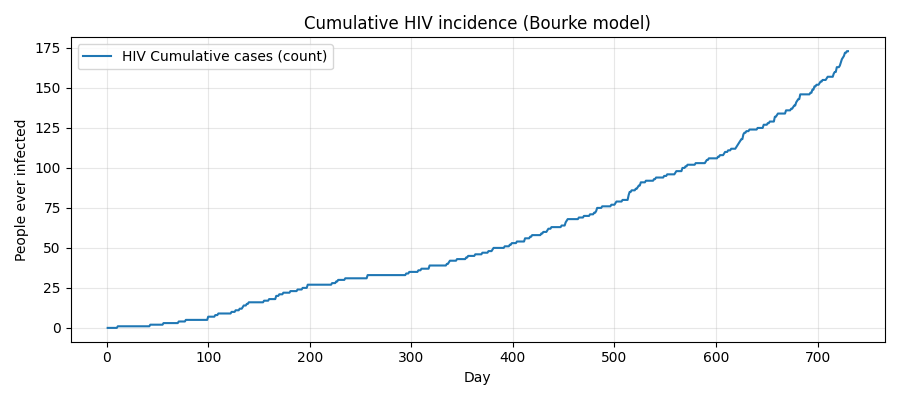 Cumulative HIV incidence (Bourke model)
HIV Cumulative cases (count)
People ever infected
175
150
125
100
75
50
25
0
0 100 200 300 400 500 600 700
Day